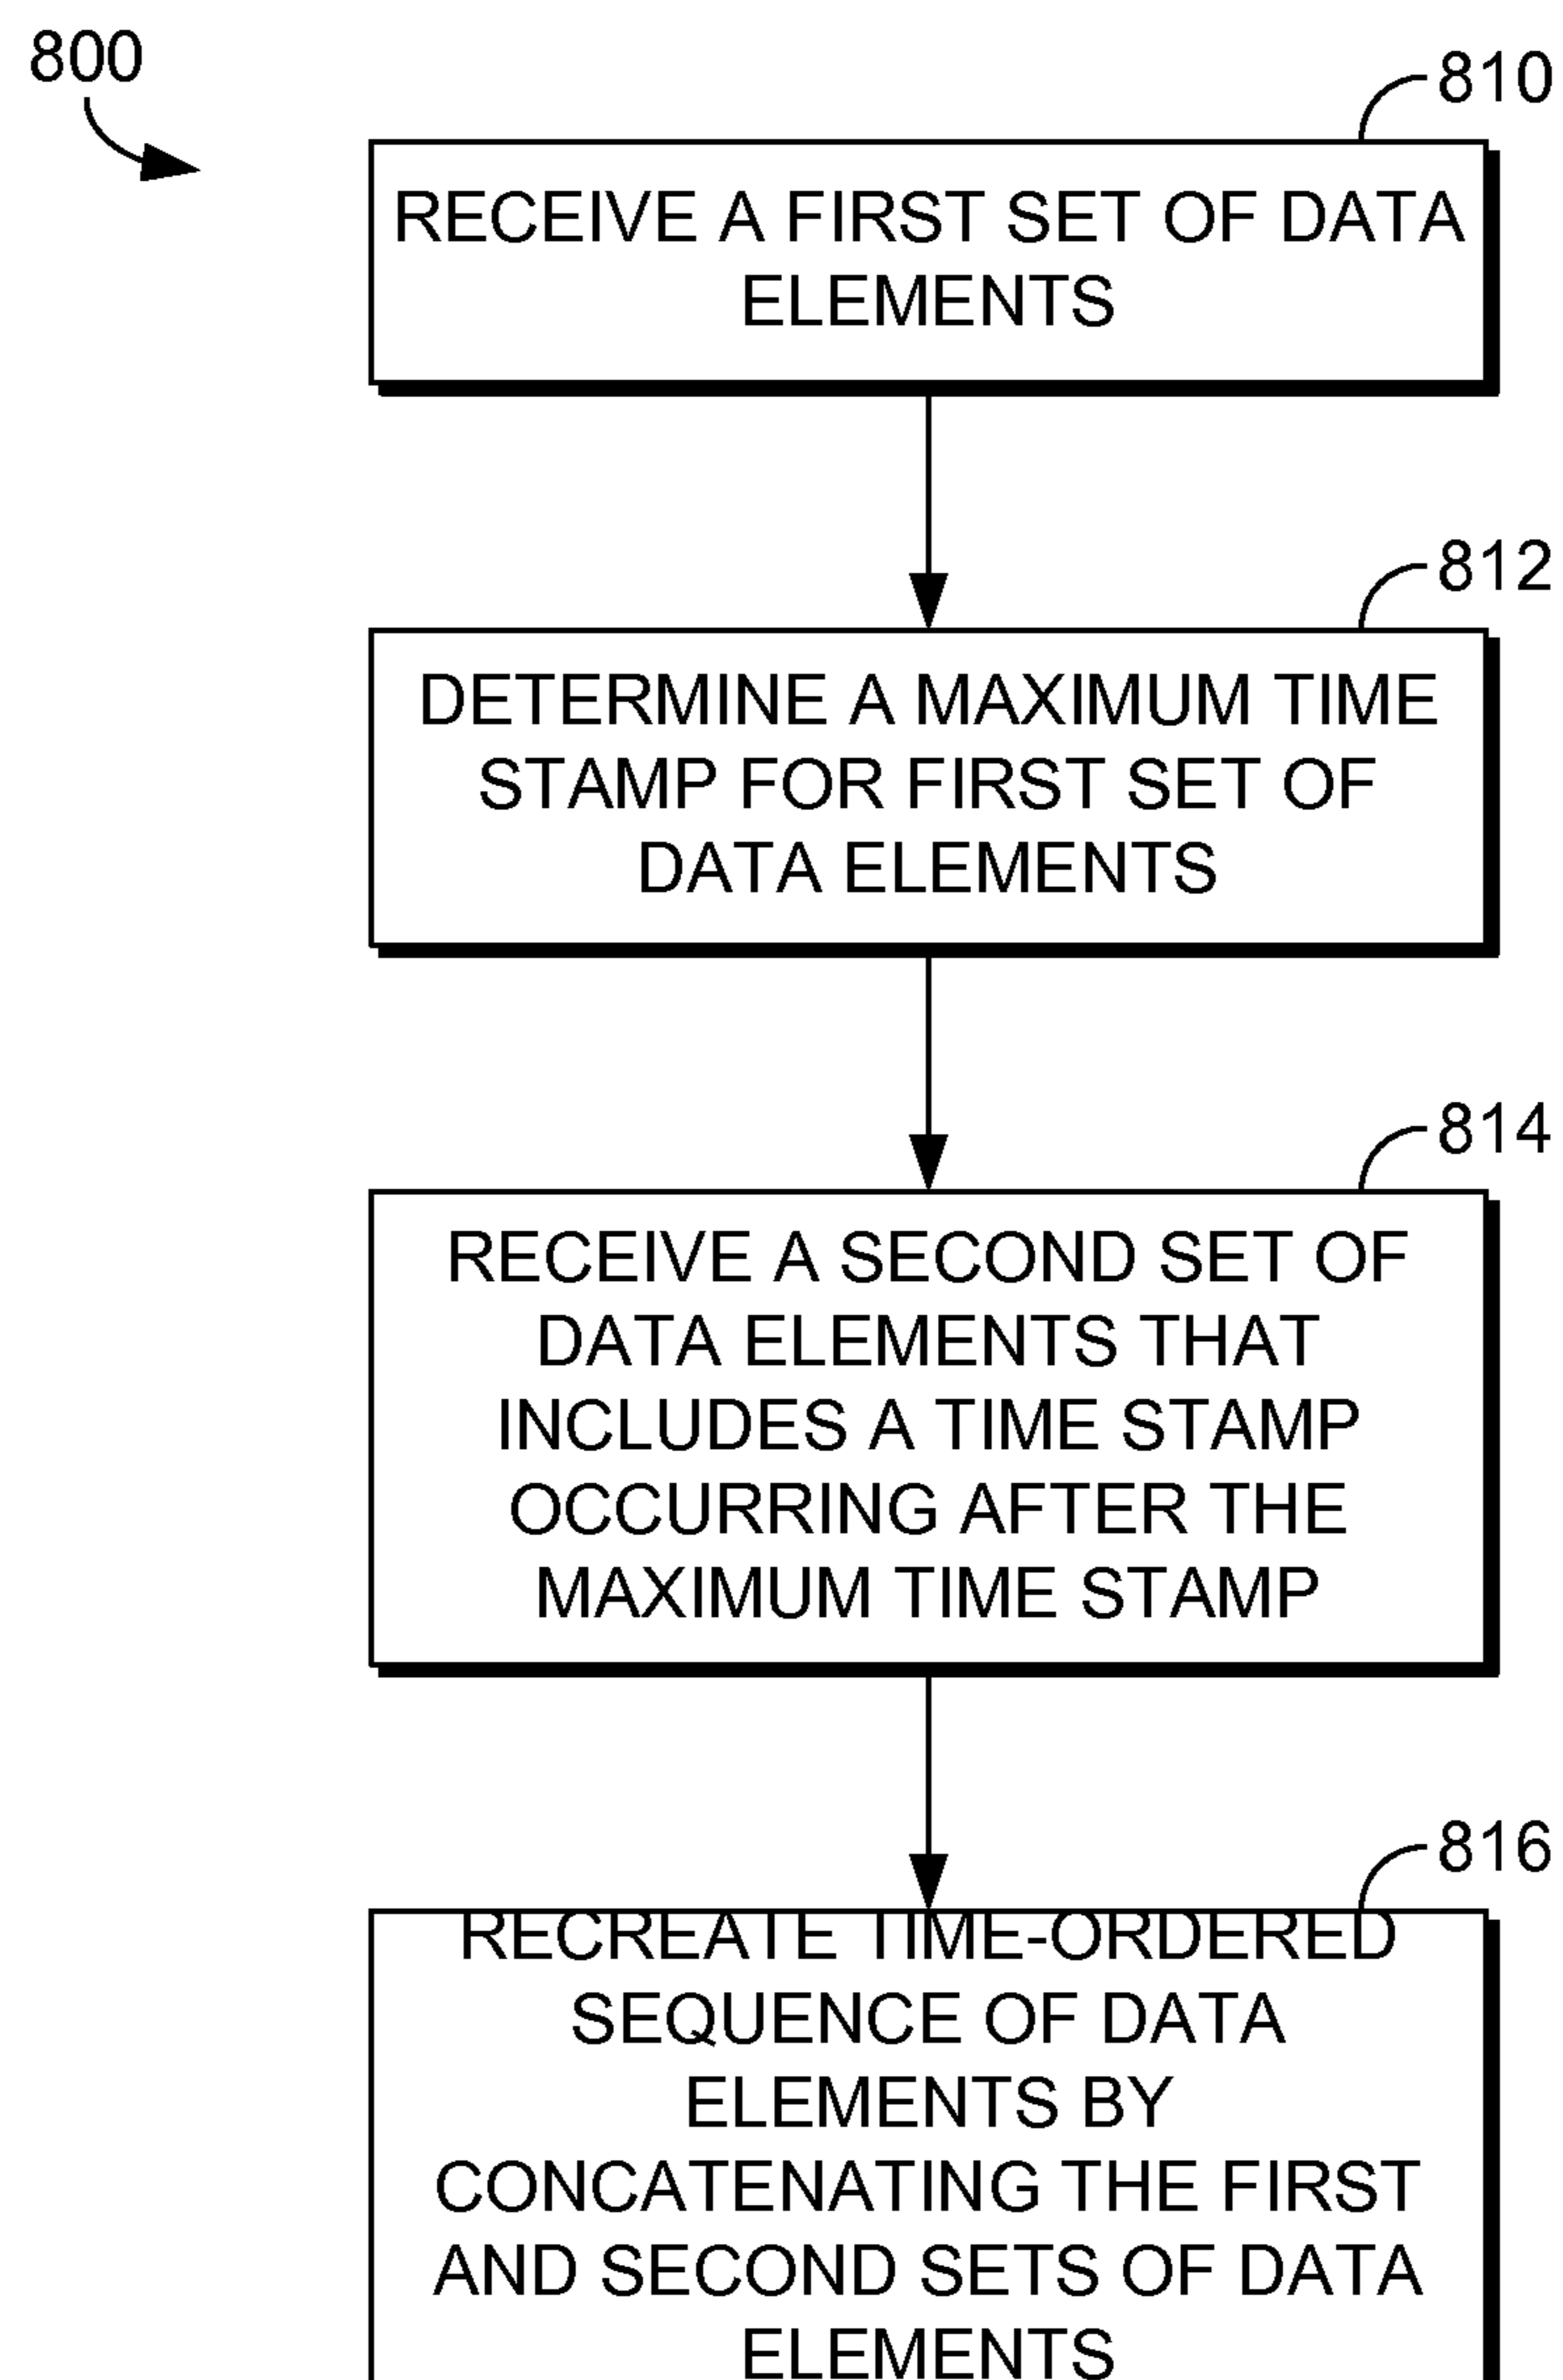 800
810
RECEIVE A FIRST SET OF DATA
ELEMENTS
812
DETERMINE A MAXIMUM TIME
STAMP FOR FIRST SET OF
DATA ELEMENTS
814
RECEIVE A SECOND SET OF
DATA ELEMENTS THAT
INCLUDES A TIME STAMP
OCCURRING AFTER THE
MAXIMUM TIME STAMP
816
RECREATE TIME-ORDERED
SEQUENCE OF DATA
ELEMENTS BY
CONCATENATING THE FIRST
AND SECOND SETS OF DATA
ELEMENTS